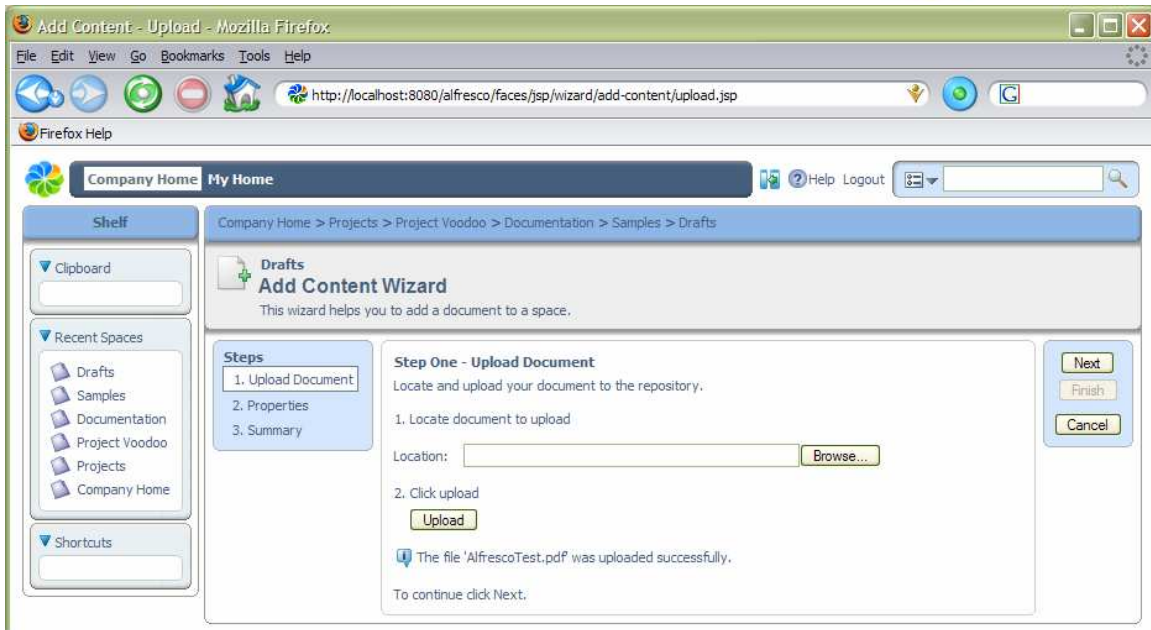 Add Content - Upload - Mozilla Firefox
File Edit View Go Bookmarks Tools Help
http://localhost:8080/alfresco/faces/jsp/wizard/add-content/upload.jsp
G
Firefox Help
Company Home My Home
Help Logout
Shelf
Company Home > Projects > Project Voodoo > Documentation > Samples > Drafts
Clipboard
Drafts
Add Content Wizard
This wizard helps you to add a document to a space.
Recent Spaces
Drafts
Samples
Documentation
Project Voodoo
Projects
Company Home
Shortcuts
Steps
1. Upload Document
2. Properties
3. Summary
Step One - Upload Document
Locate and upload your document to the repository.
1. Locate document to upload
Location: Browse...
2. Click upload
Upload
The file 'AlfrescoTest.pdf' was uploaded successfully.
To continue click Next.
Next
Finish
Cancel